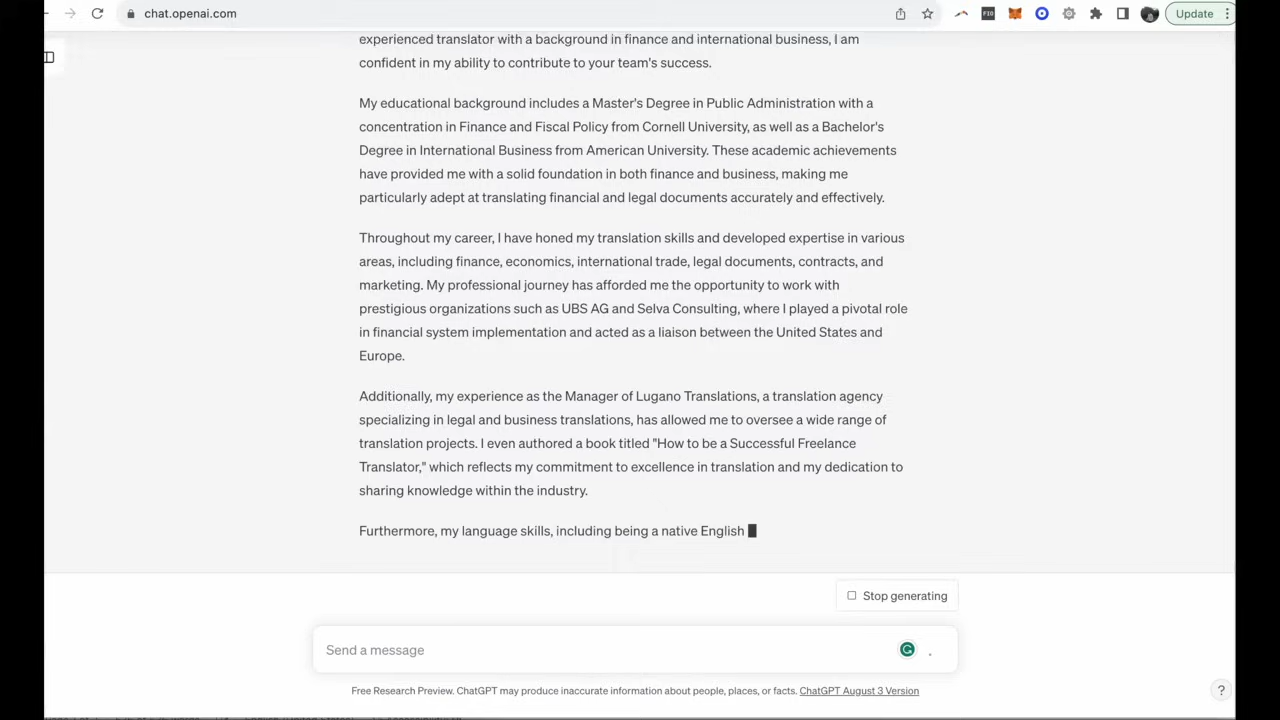 chat.openai.com
Update
experienced translator with a background in finance and international business, I am
confident in my ability to contribute to your team's success.
My educational background includes a Master's Degree in Public Administration with a
concentration in Finance and Fiscal Policy from Cornell University, as well as a Bachelor's
Degree in International Business from American University. These academic achievements
have provided me with a solid foundation in both finance and business, making me
particularly adept at translating financial and legal documents accurately and effectively.
Throughout my career, I have honed my translation skills and developed expertise in various
areas, including finance, economics, international trade, legal documents, contracts, and
marketing. My professional journey has afforded me the opportunity to work with
prestigious organizations such as UBS AG and Selva Consulting, where I played a pivotal role
in financial system implementation and acted as a liaison between the United States and
Europe.
Additionally, my experience as the Manager of Lugano Translations, a translation agency
specializing in legal and business translations, has allowed me to oversee a wide range of
translation projects. I even authored a book titled "How to be a Successful Freelance
Translator," which reflects my commitment to excellence in translation and my dedication to
sharing knowledge within the industry.
Furthermore, my language skills, including being a native English
Stop generating
Send a message
Free Research Preview. ChatGPT may produce inaccurate information about people, places, or facts. ChatGPT August 3 Version
?